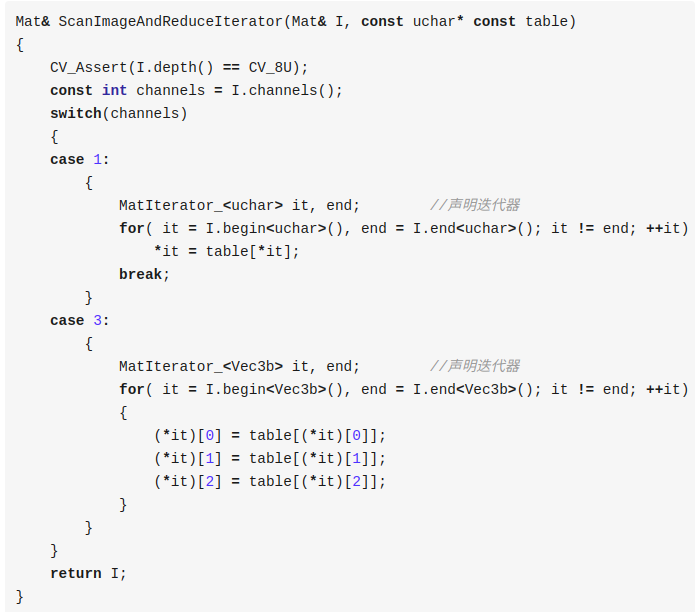 Mat& ScanImageAndReduceIterator(Mat& I, const uchar* const table)
{
    CV_Assert(I.depth() == CV_8U);
    const int channels = I.channels();
    switch(channels)
    {
    case 1:
        {
            MatIterator_<uchar> it, end;        //声明迭代器
            for( it = I.begin<uchar>(), end = I.end<uchar>(); it != end; ++it)
                *it = table[*it];
            break;
        }
    case 3:
        {
            MatIterator_<Vec3b> it, end;        //声明迭代器
            for( it = I.begin<Vec3b>(), end = I.end<Vec3b>(); it != end; ++it)
            {
                (*it)[0] = table[(*it)[0]];
                (*it)[1] = table[(*it)[1]];
                (*it)[2] = table[(*it)[2]];
            }
        }
    }
    return I;
}